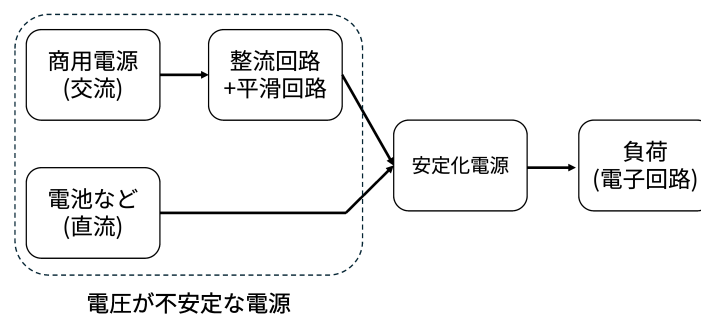 商用電源
(交流)
整流回路
+平滑回路
電池など
(直流)
安定化電源
負荷
(電子回路)
電圧が不安定な電源